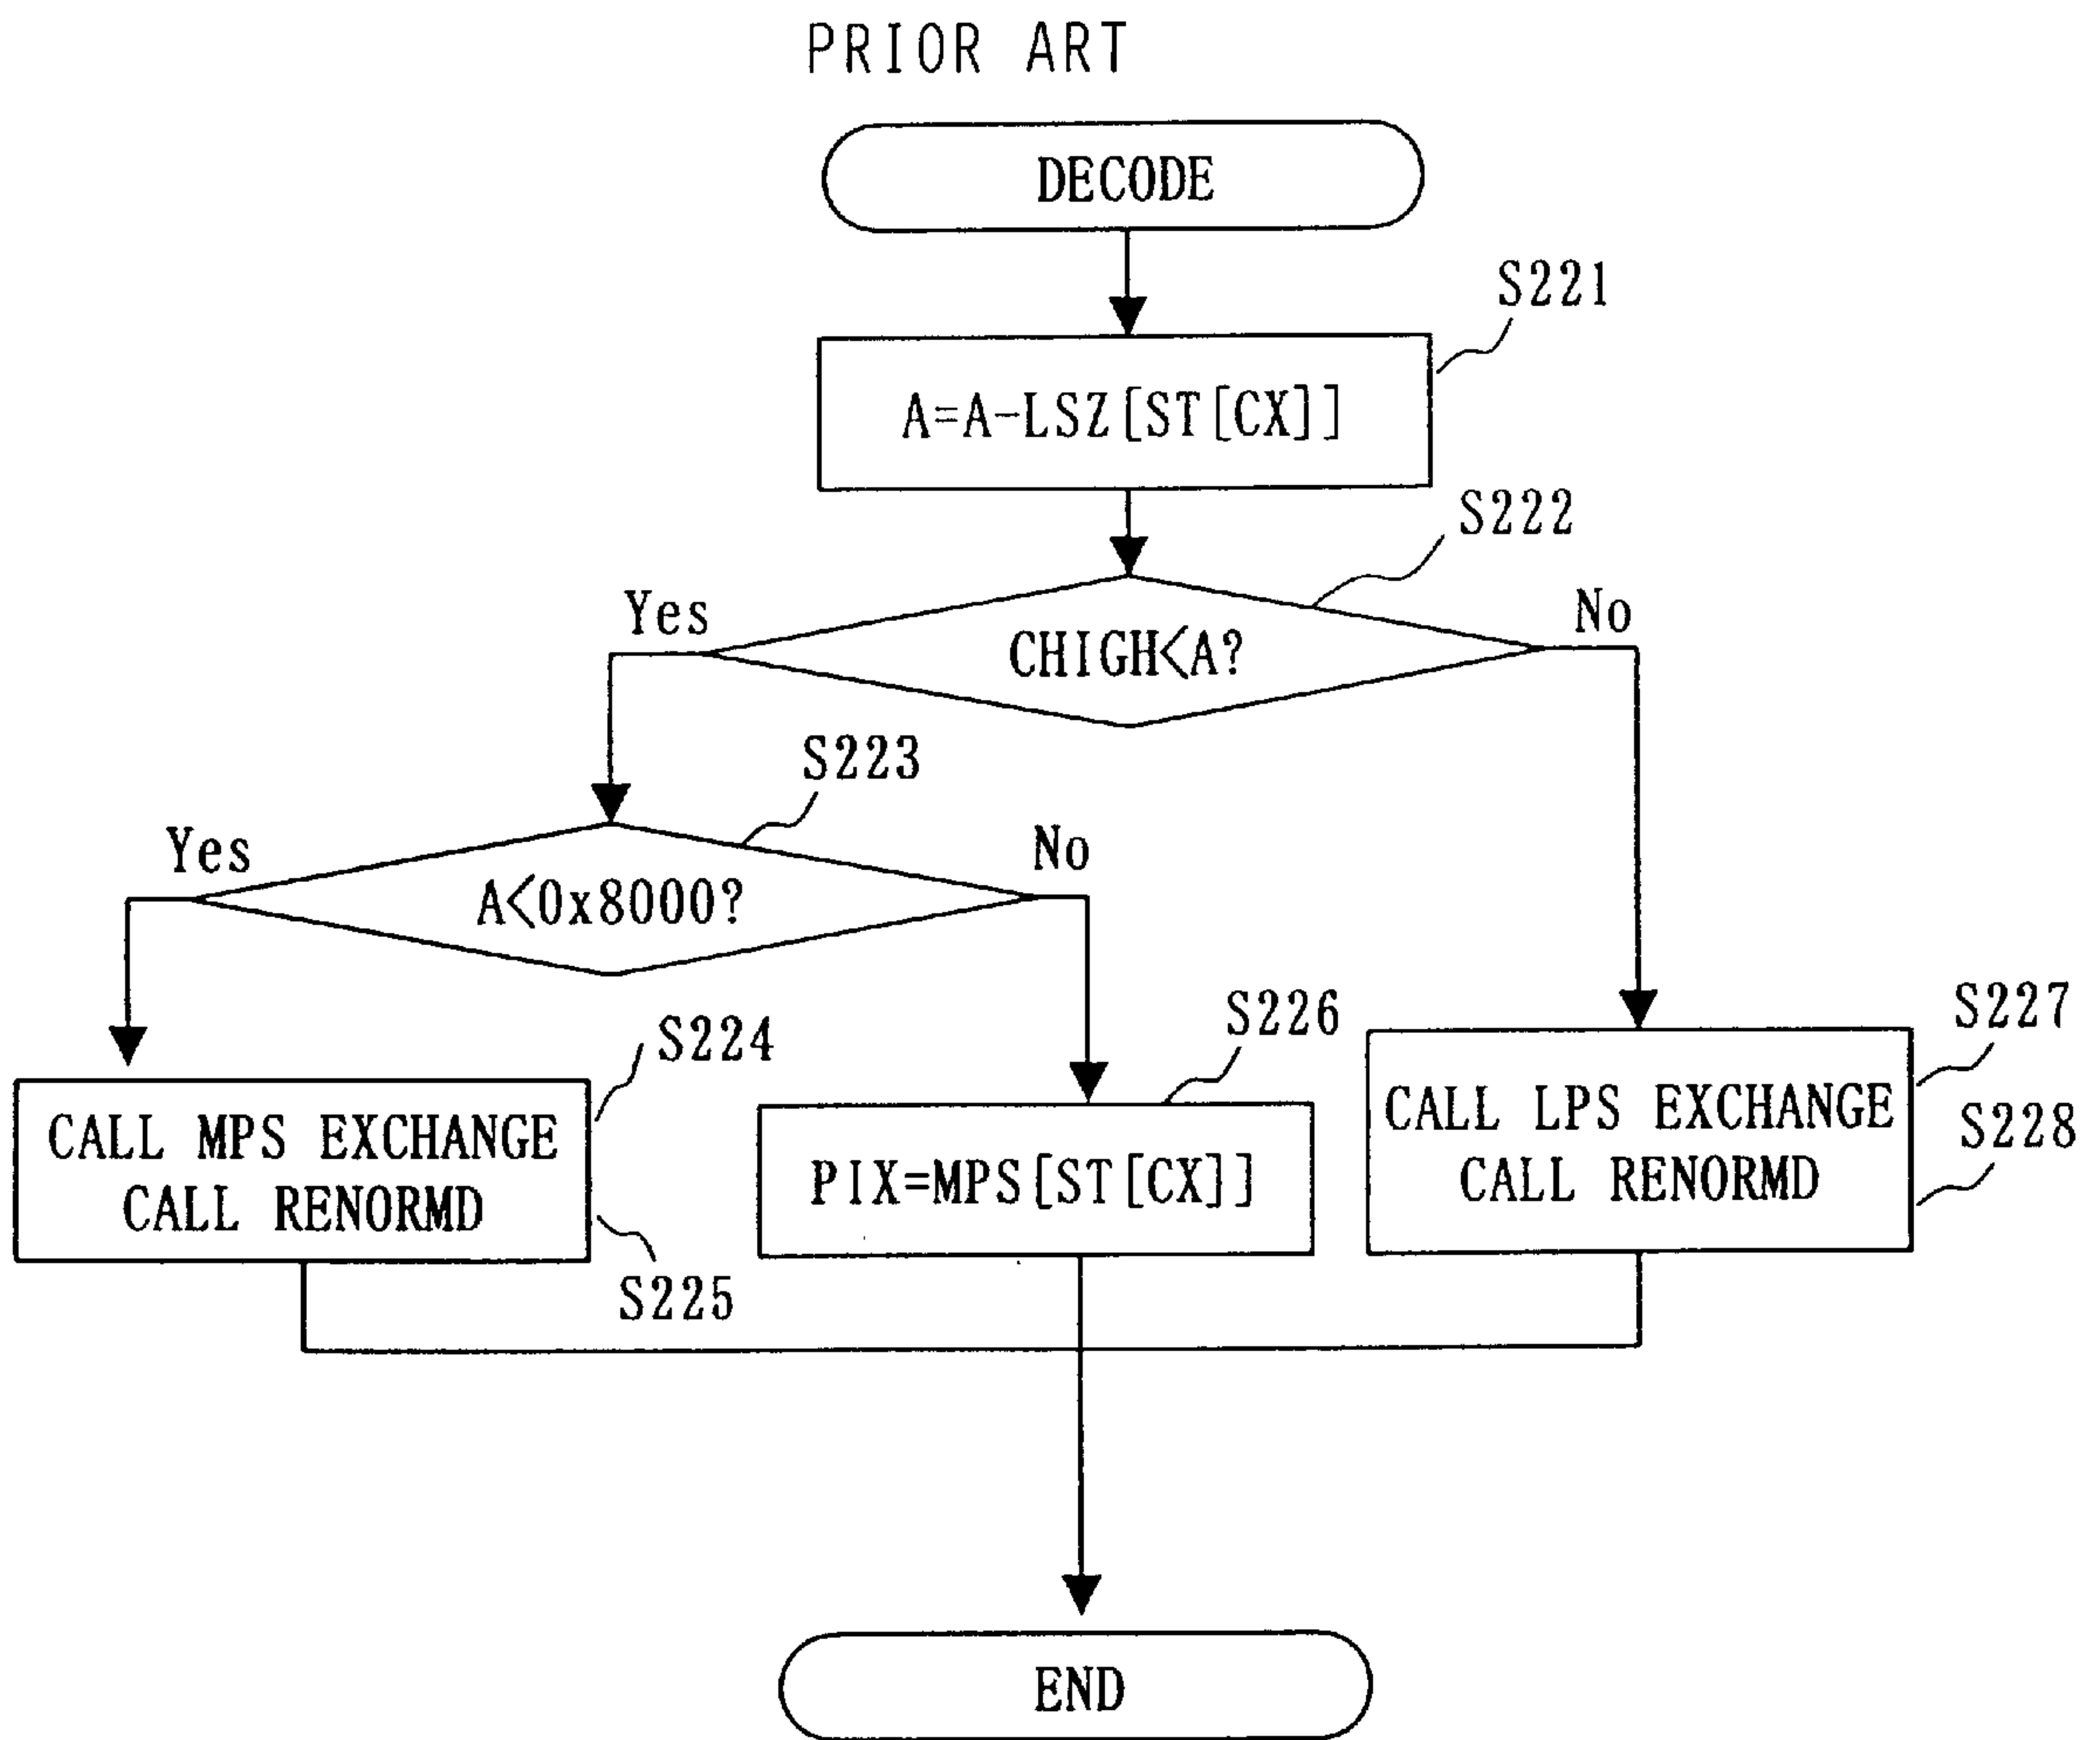 PRIOR ART
DECODE
S221
A=A-LSZ[ST[CX]]
S222
Yes
No
CHIGH<A?
S223
Yes
No
A<0x8000?
S226
S227
S224
CALL MPS EXCHANGE
CALL RENORMD
PIX=MPS[ST[CX]]
CALL LPS EXCHANGE
CALL RENORMD
S228
S225
END